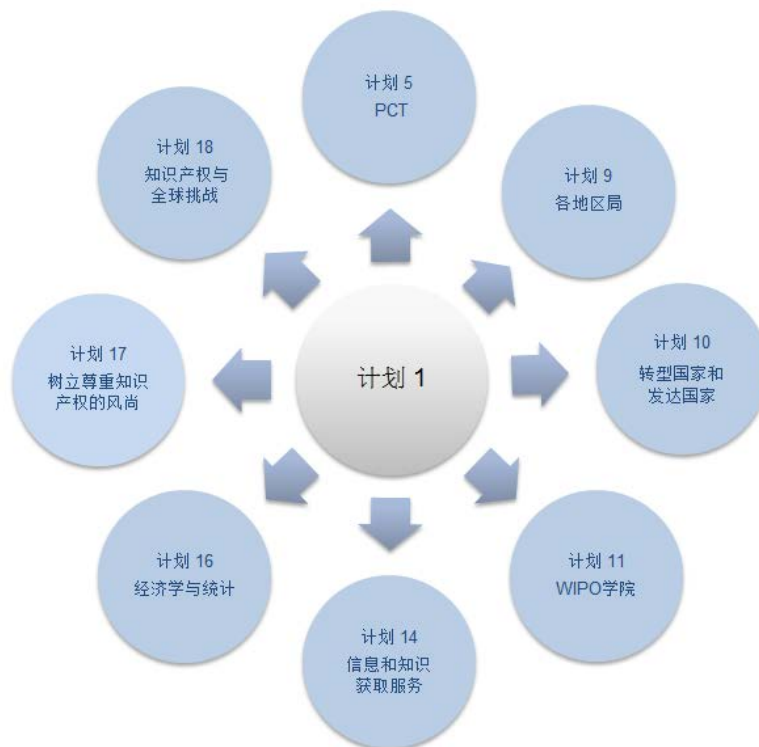 计划 5
PCT
计划 18
知识产权与
全球挑战
计划 9
各地区局
计划 17
树立尊重知识
产权的风尚
计划 1
计划 10
转型国家和
发达国家
计划 16
经济学与统计
计划 11
WIPO学院
计划 14
信息和知识
获取服务